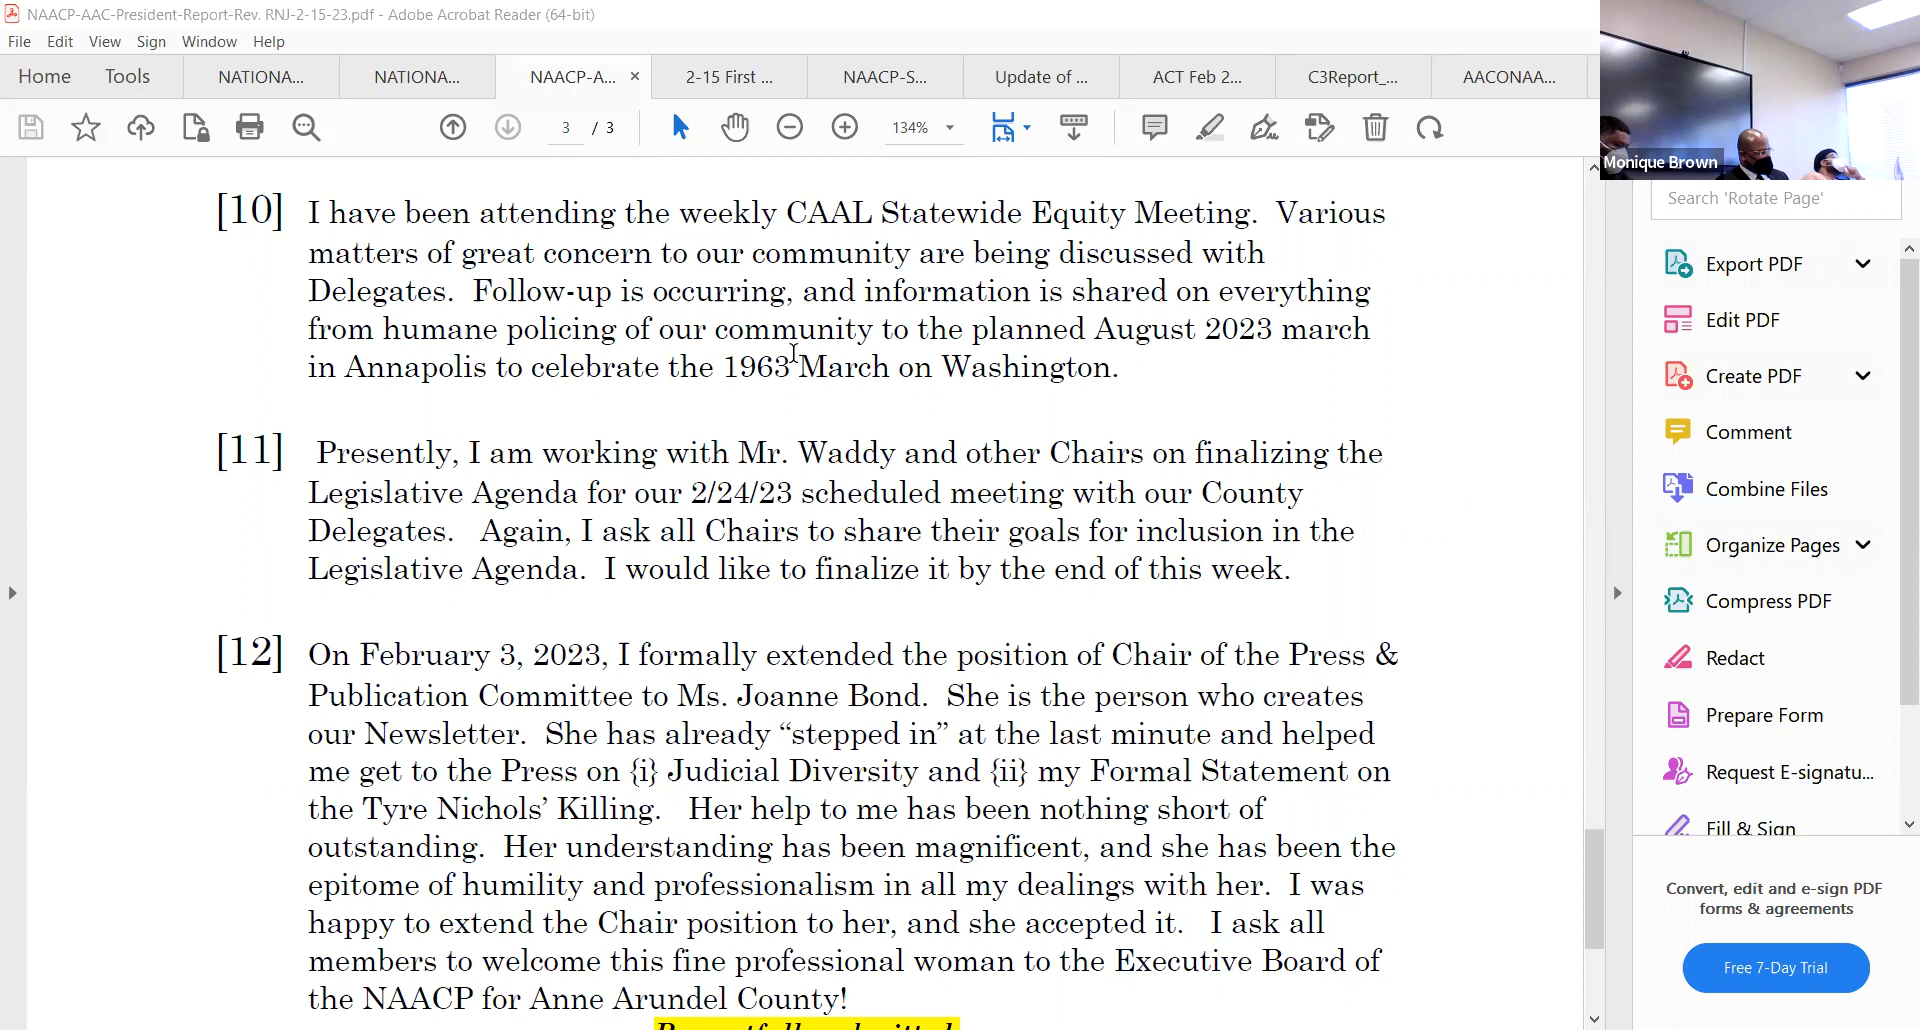 NAACP-AAC-President-Report-Rev. RNJ-2-15-23.pdf - Adobe Acrobat Reader (64-bit)
File Edit View Sign Window Help
Home Tools NATIONA... NATIONA... NAACP-A... × 2-15 First ... NAACP-S... Update of ... ACT Feb 2... C3Report_... AACONAA...
3 / 3 134%
Monique Brown
[10] I have been attending the weekly CAAL Statewide Equity Meeting. Various
matters of great concern to our community are being discussed with
Delegates. Follow-up is occurring, and information is shared on everything
from humane policing of our community to the planned August 2023 march
in Annapolis to celebrate the 1963 March on Washington.
[11] Presently, I am working with Mr. Waddy and other Chairs on finalizing the
Legislative Agenda for our 2/24/23 scheduled meeting with our County
Delegates. Again, I ask all Chairs to share their goals for inclusion in the
Legislative Agenda. I would like to finalize it by the end of this week.
[12] On February 3, 2023, I formally extended the position of Chair of the Press &
Publication Committee to Ms. Joanne Bond. She is the person who creates
our Newsletter. She has already “stepped in” at the last minute and helped
me get to the Press on {i} Judicial Diversity and {ii} my Formal Statement on
the Tyre Nichols’ Killing. Her help to me has been nothing short of
outstanding. Her understanding has been magnificent, and she has been the
epitome of humility and professionalism in all my dealings with her. I was
happy to extend the Chair position to her, and she accepted it. I ask all
members to welcome this fine professional woman to the Executive Board of
the NAACP for Anne Arundel County!
Search 'Rotate Page'
Export PDF
Edit PDF
Create PDF
Comment
Combine Files
Organize Pages
Compress PDF
Redact
Prepare Form
Request E-signatu...
Fill & Sign
Convert, edit and e-sign PDF
forms & agreements
Free 7-Day Trial